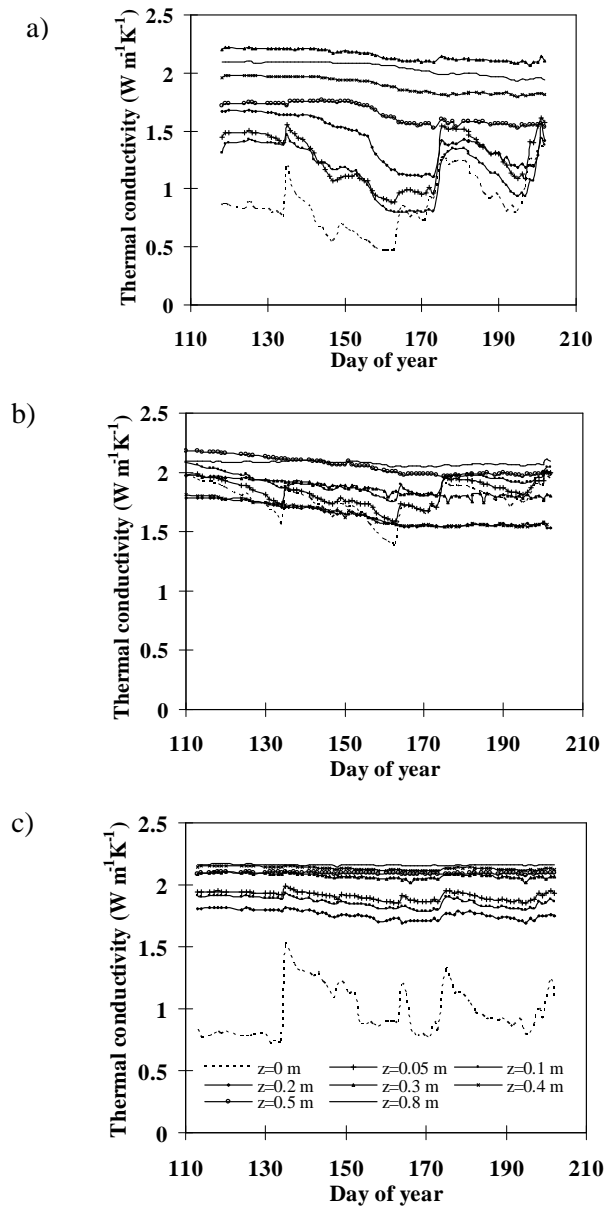 a)
Thermal conductivity (W m-1K-1)
2.5
2
1.5
1
0.5
0
110 130 150 170 190 210
Day of year
b)
Thermal conductivity (W m-1K-1)
2.5
2
1.5
1
0.5
0
110 130 150 170 190 210
Day of year
c)
Thermal conductivity (W m-1K-1)
2.5
2
1.5
1
0.5
0
z=0 m z=0.05 m z=0.1 m
z=0.2 m z=0.3 m z=0.4 m
z=0.5 m z=0.8 m
110 130 150 170 190 210
Day of year